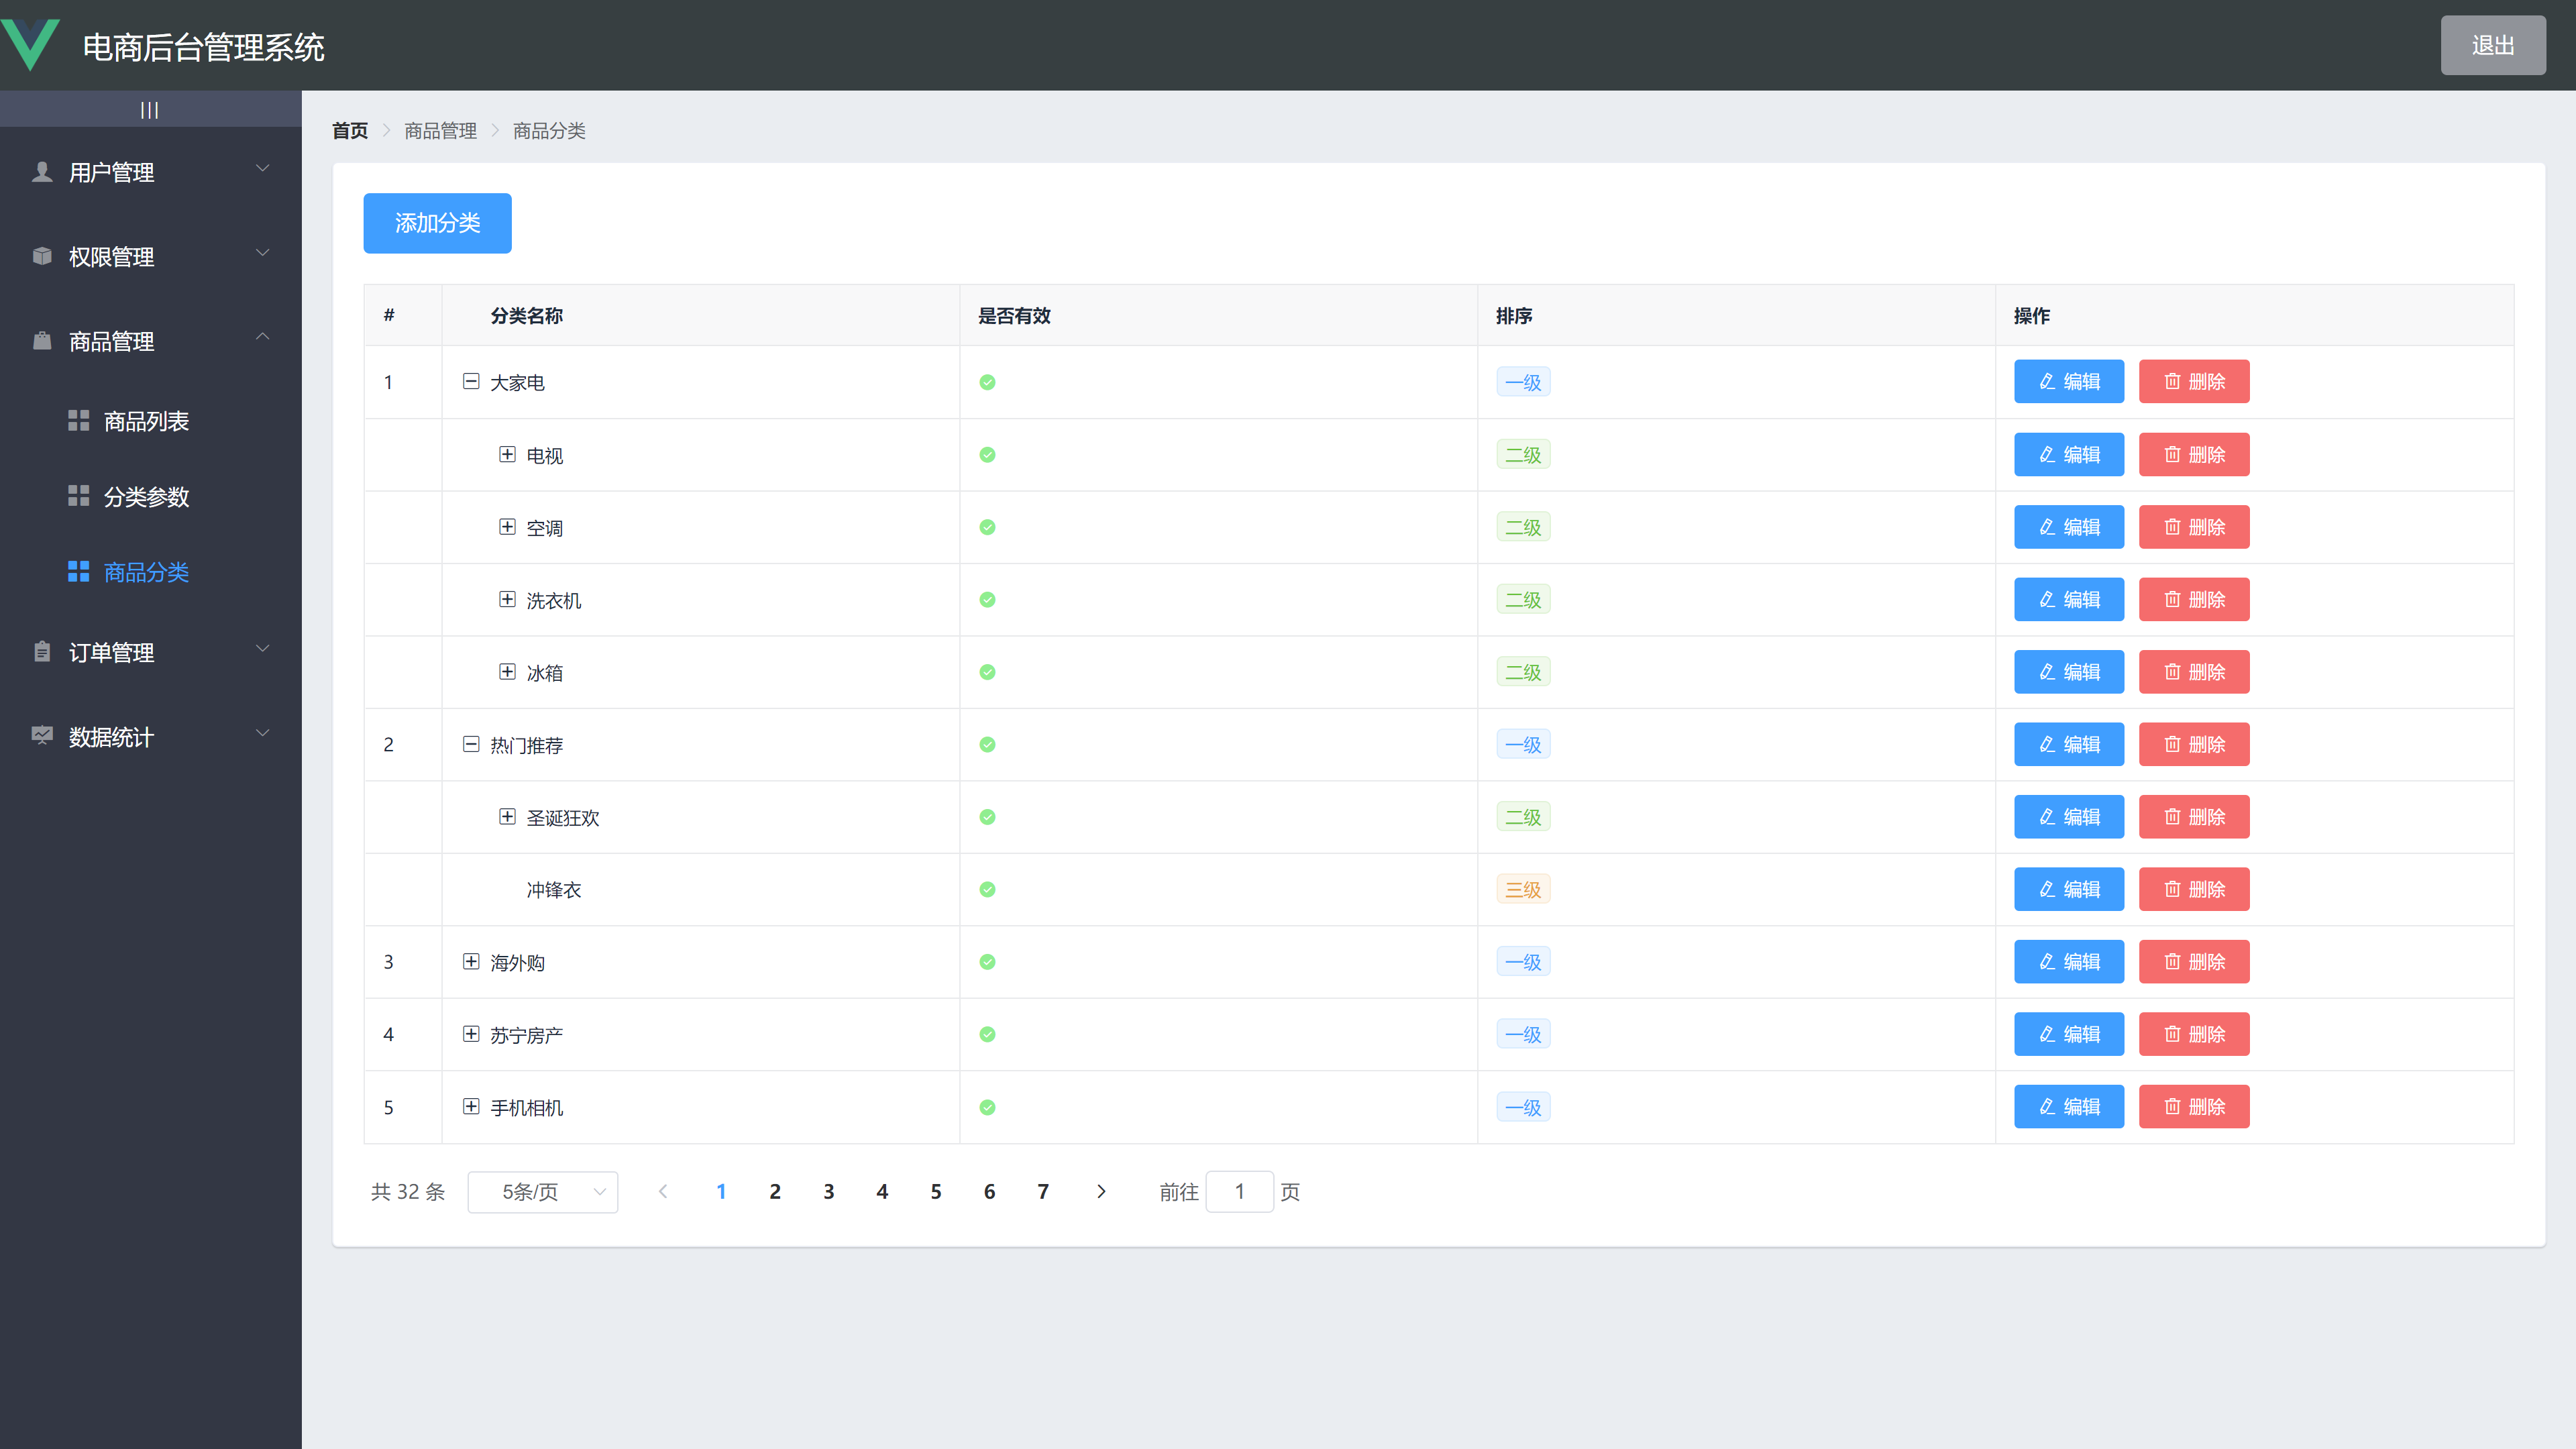 电商后台管理系统
退出
|||
用户管理
权限管理
商品管理
商品列表
分类参数
商品分类
订单管理
数据统计
首页 > 商品管理 > 商品分类
添加分类
# 分类名称 是否有效 排序 操作
1 大家电 一级 编辑 删除
电视 二级 编辑 删除
空调 二级 编辑 删除
洗衣机 二级 编辑 删除
冰箱 二级 编辑 删除
2 热门推荐 一级 编辑 删除
圣诞狂欢 二级 编辑 删除
冲锋衣 三级 编辑 删除
3 海外购 一级 编辑 删除
4 苏宁房产 一级 编辑 删除
5 手机相机 一级 编辑 删除
共 32 条 5条/页 < 1 2 3 4 5 6 7 > 前往 1 页